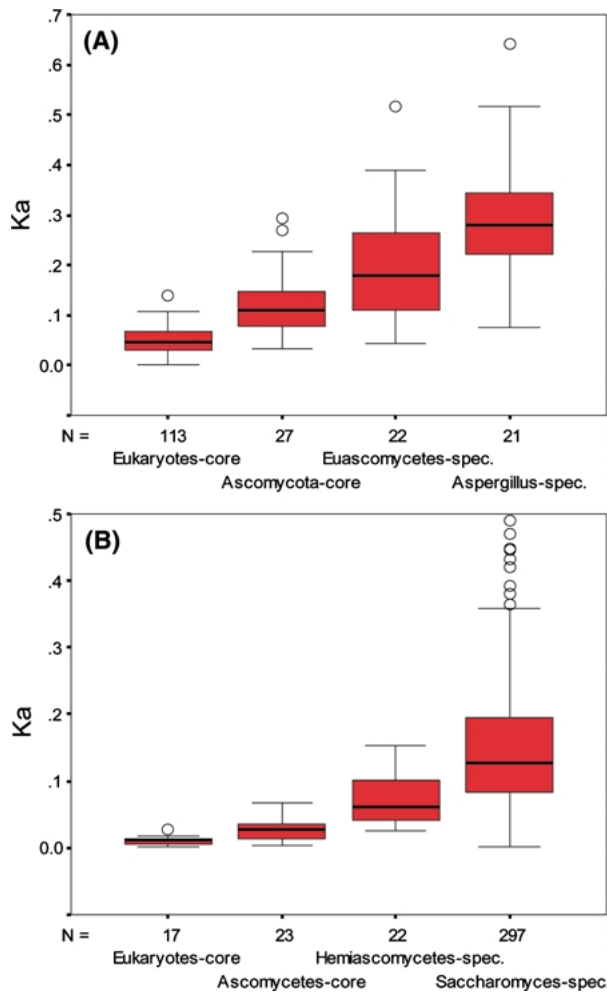 (A)
Ka
.7
.6
.5
.4
.3
.2
.1
0.0
N = 113 27 22 21
Eukaryotes-core Euascomycetes-spec.
Ascomycota-core Aspergillus-spec.
(B)
Ka
.5
.4
.3
.2
.1
0.0
N = 17 23 22 297
Eukaryotes-core Hemiascomycetes-spec.
Ascomycetes-core Saccharomyces-spec.